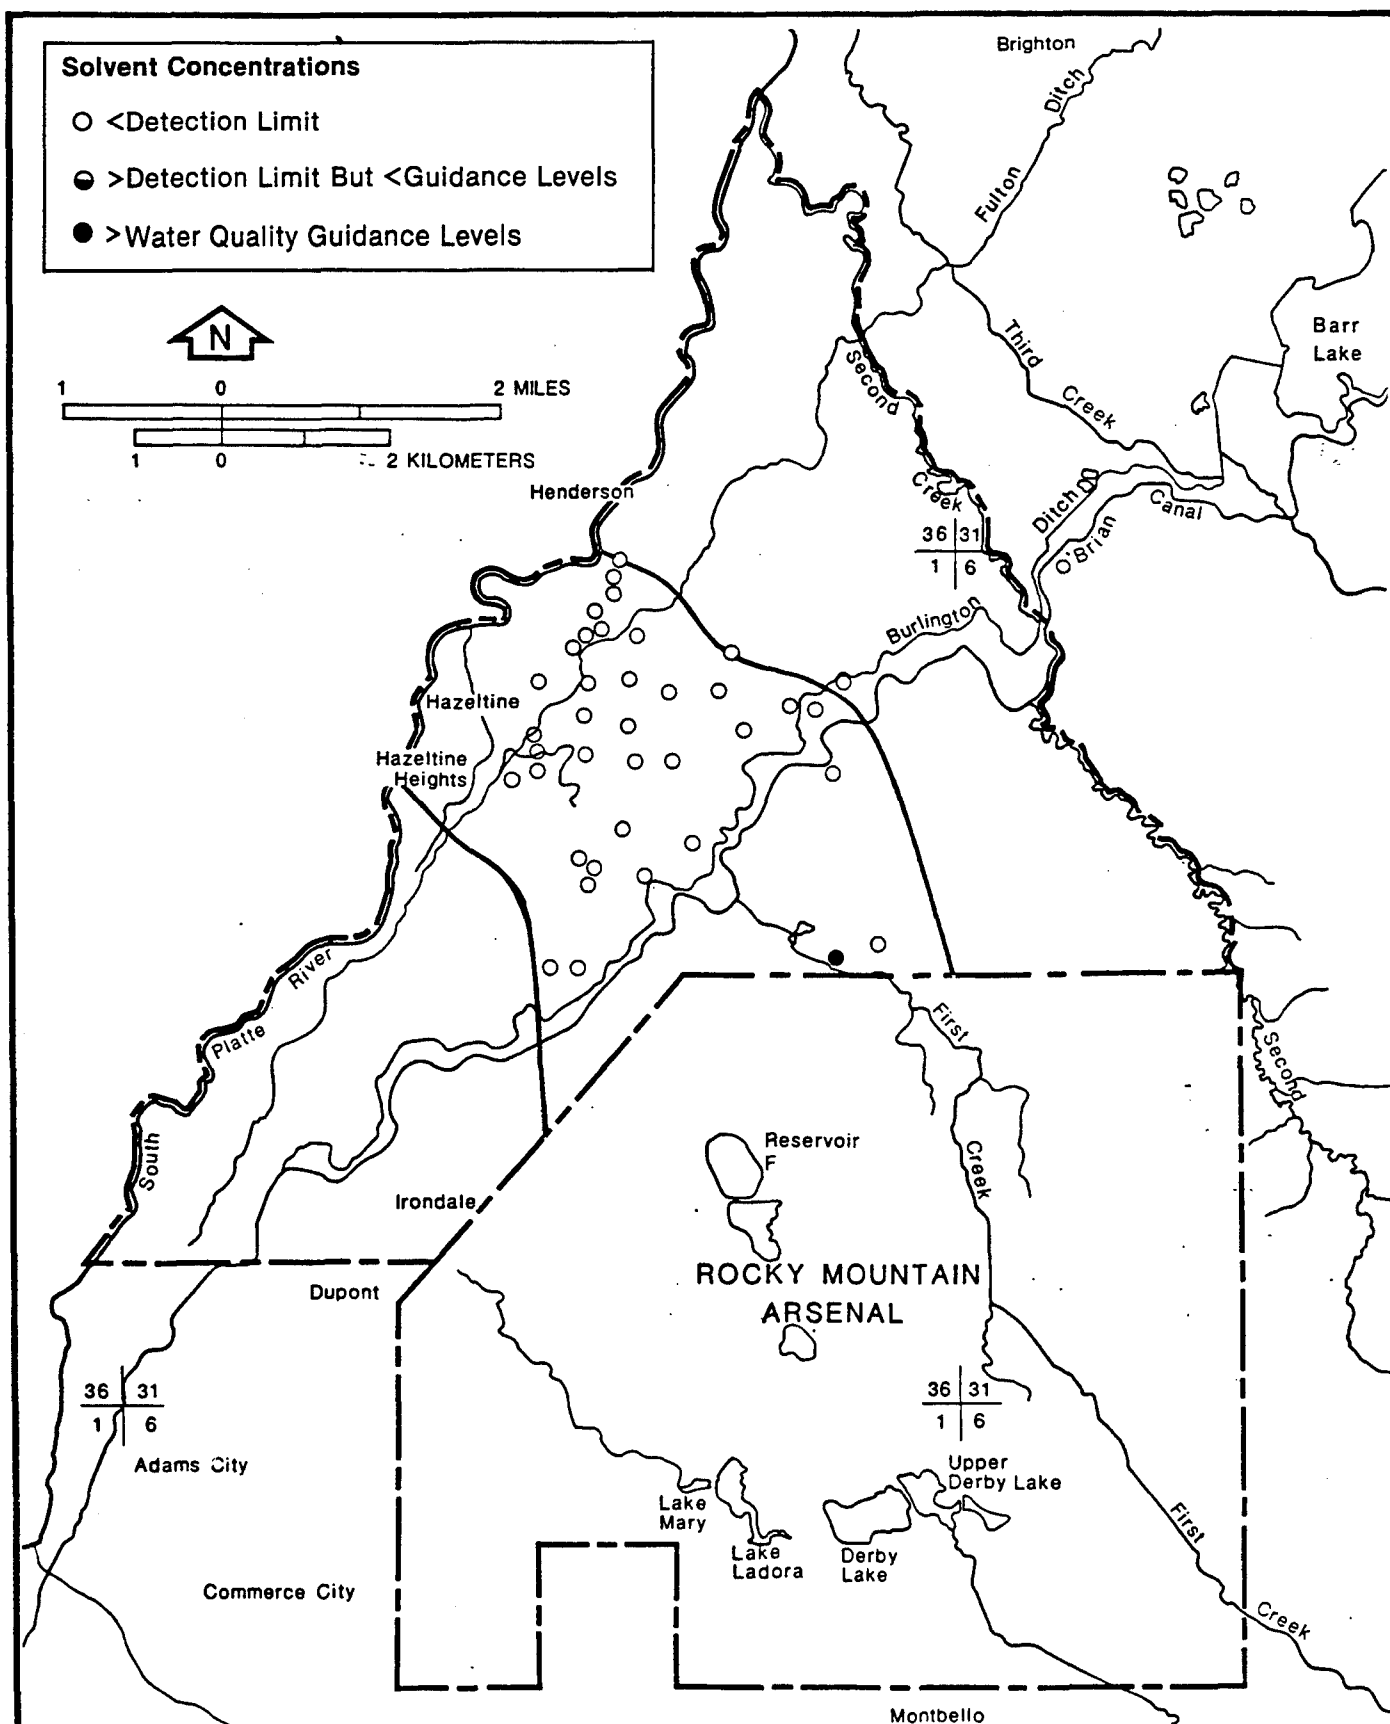 Solvent Concentrations
<Detection Limit
>Detection Limit But <Guidance Levels
>Water Quality Guidance Levels
N
1 0 2 MILES
1 0 2 KILOMETERS
Brighton
Fulton Ditch
Barr
Lake
Third Creek
Second Creek
Henderson
36 31
1 6
Ditch
O'Brian Canal
Burlington
Hazeltine
Hazeltine
Heights
South Platte River
First Creek
Second
Reservoir
F
Irondale
ROCKY MOUNTAIN
ARSENAL
Dupont
36 31
1 6
36 31
1 6
Adams City
Upper
Derby Lake
Lake
Mary
Lake
Ladora
Derby
Lake
First Creek
Commerce City
Montbello